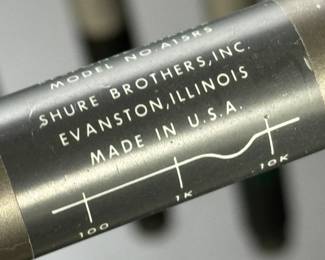 MODEL NO A15RS
SHURE BROTHERS, INC.
EVANSTON, ILLINOIS
MADE IN U.S.A.
100 1K 10K